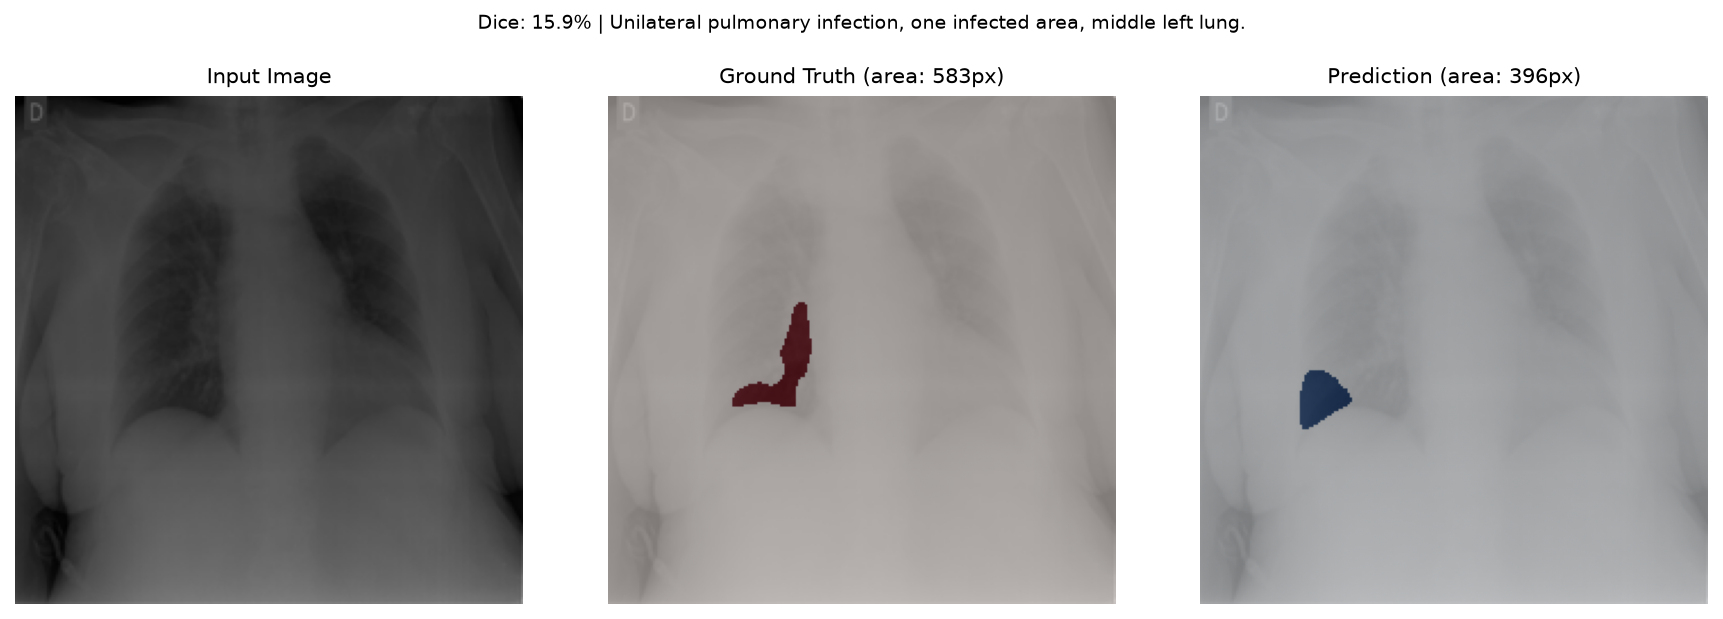 Dice: 15.9% | Unilateral pulmonary infection, one infected area, middle left lung.
Input Image
Ground Truth (area: 583px)
Prediction (area: 396px)
D
D
D